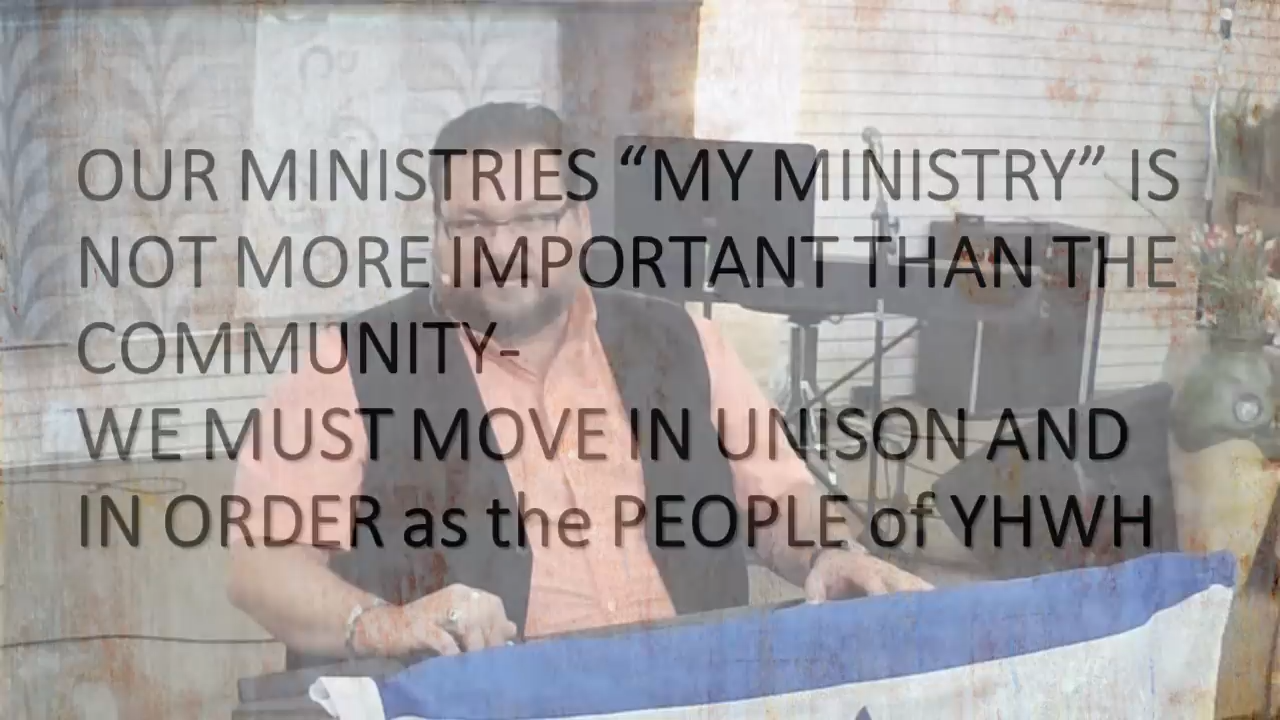 OUR MINISTRIES “MY MINISTRY” IS
NOT MORE IMPORTANT THAN THE
COMMUNITY-
WE MUST MOVE IN UNISON AND
IN ORDER as the PEOPLE of YHWH